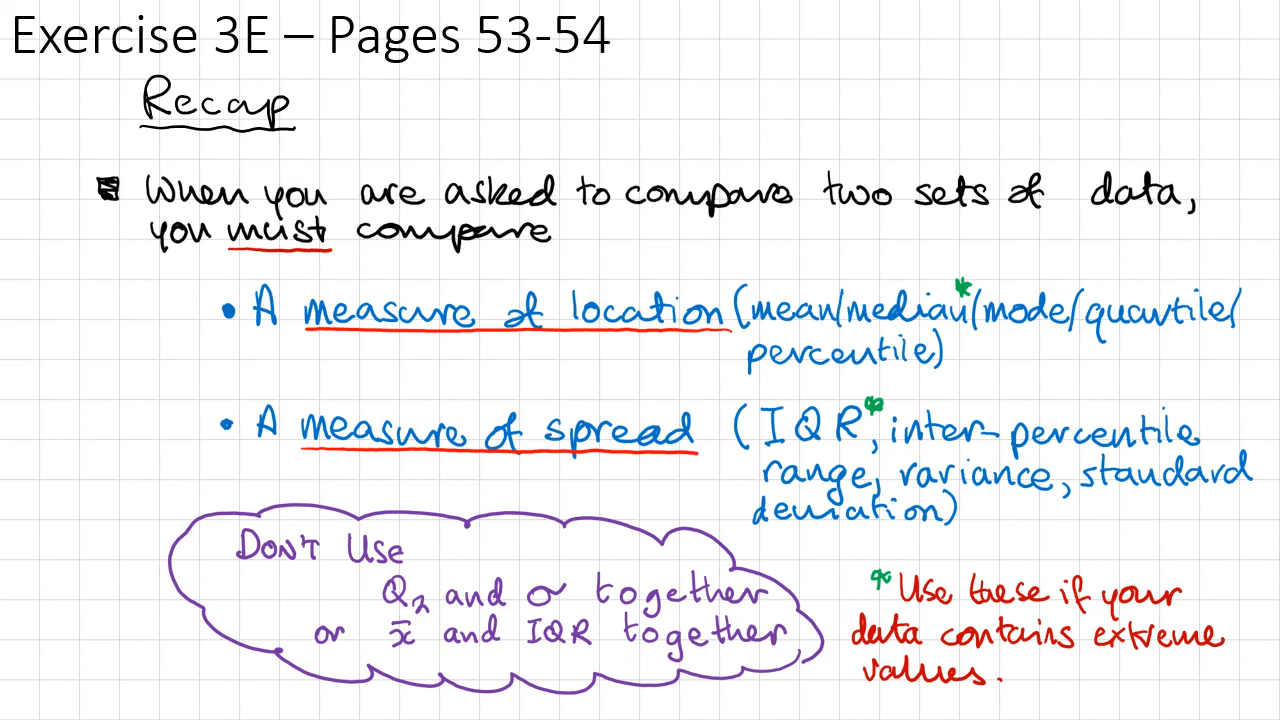 Exercise 3E – Pages 53-54
Recap
When you are asked to compare two sets of data,
you must compare
• A measure of location (mean/median*/mode/quartile/
percentile)
• A measure of spread (IQR*, inter-percentile
range, variance, standard
deviation)
DON'T USE
Q₂ and σ together
or x̄ and IQR together
* Use these if your
data contains extreme
values.